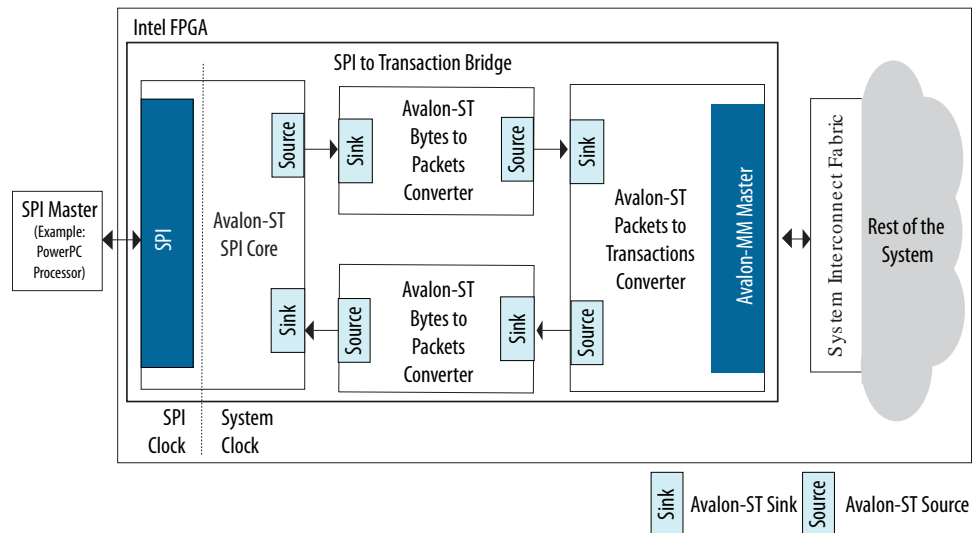 Intel FPGA
SPI to Transaction Bridge
SPI Master
(Example:
PowerPC
Processor)
SPI
Avalon-ST
SPI Core
Source
Sink
Sink
Avalon-ST
Bytes to
Packets
Converter
Source
Source
Avalon-ST
Bytes to
Packets
Converter
Sink
Sink
Source
Avalon-ST
Packets to
Transactions
Converter
Avalon-MM Master
System Interconnect Fabric
Rest of the
System
SPI
Clock
System
Clock
Sink
Avalon-ST Sink
Source
Avalon-ST Source